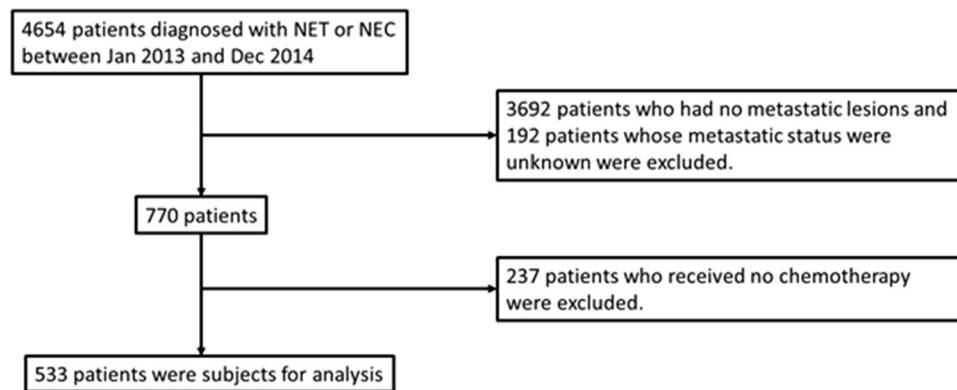 4654 patients diagnosed with NET or NEC
between Jan 2013 and Dec 2014
3692 patients who had no metastatic lesions and
192 patients whose metastatic status were
unknown were excluded.
770 patients
237 patients who received no chemotherapy
were excluded.
533 patients were subjects for analysis